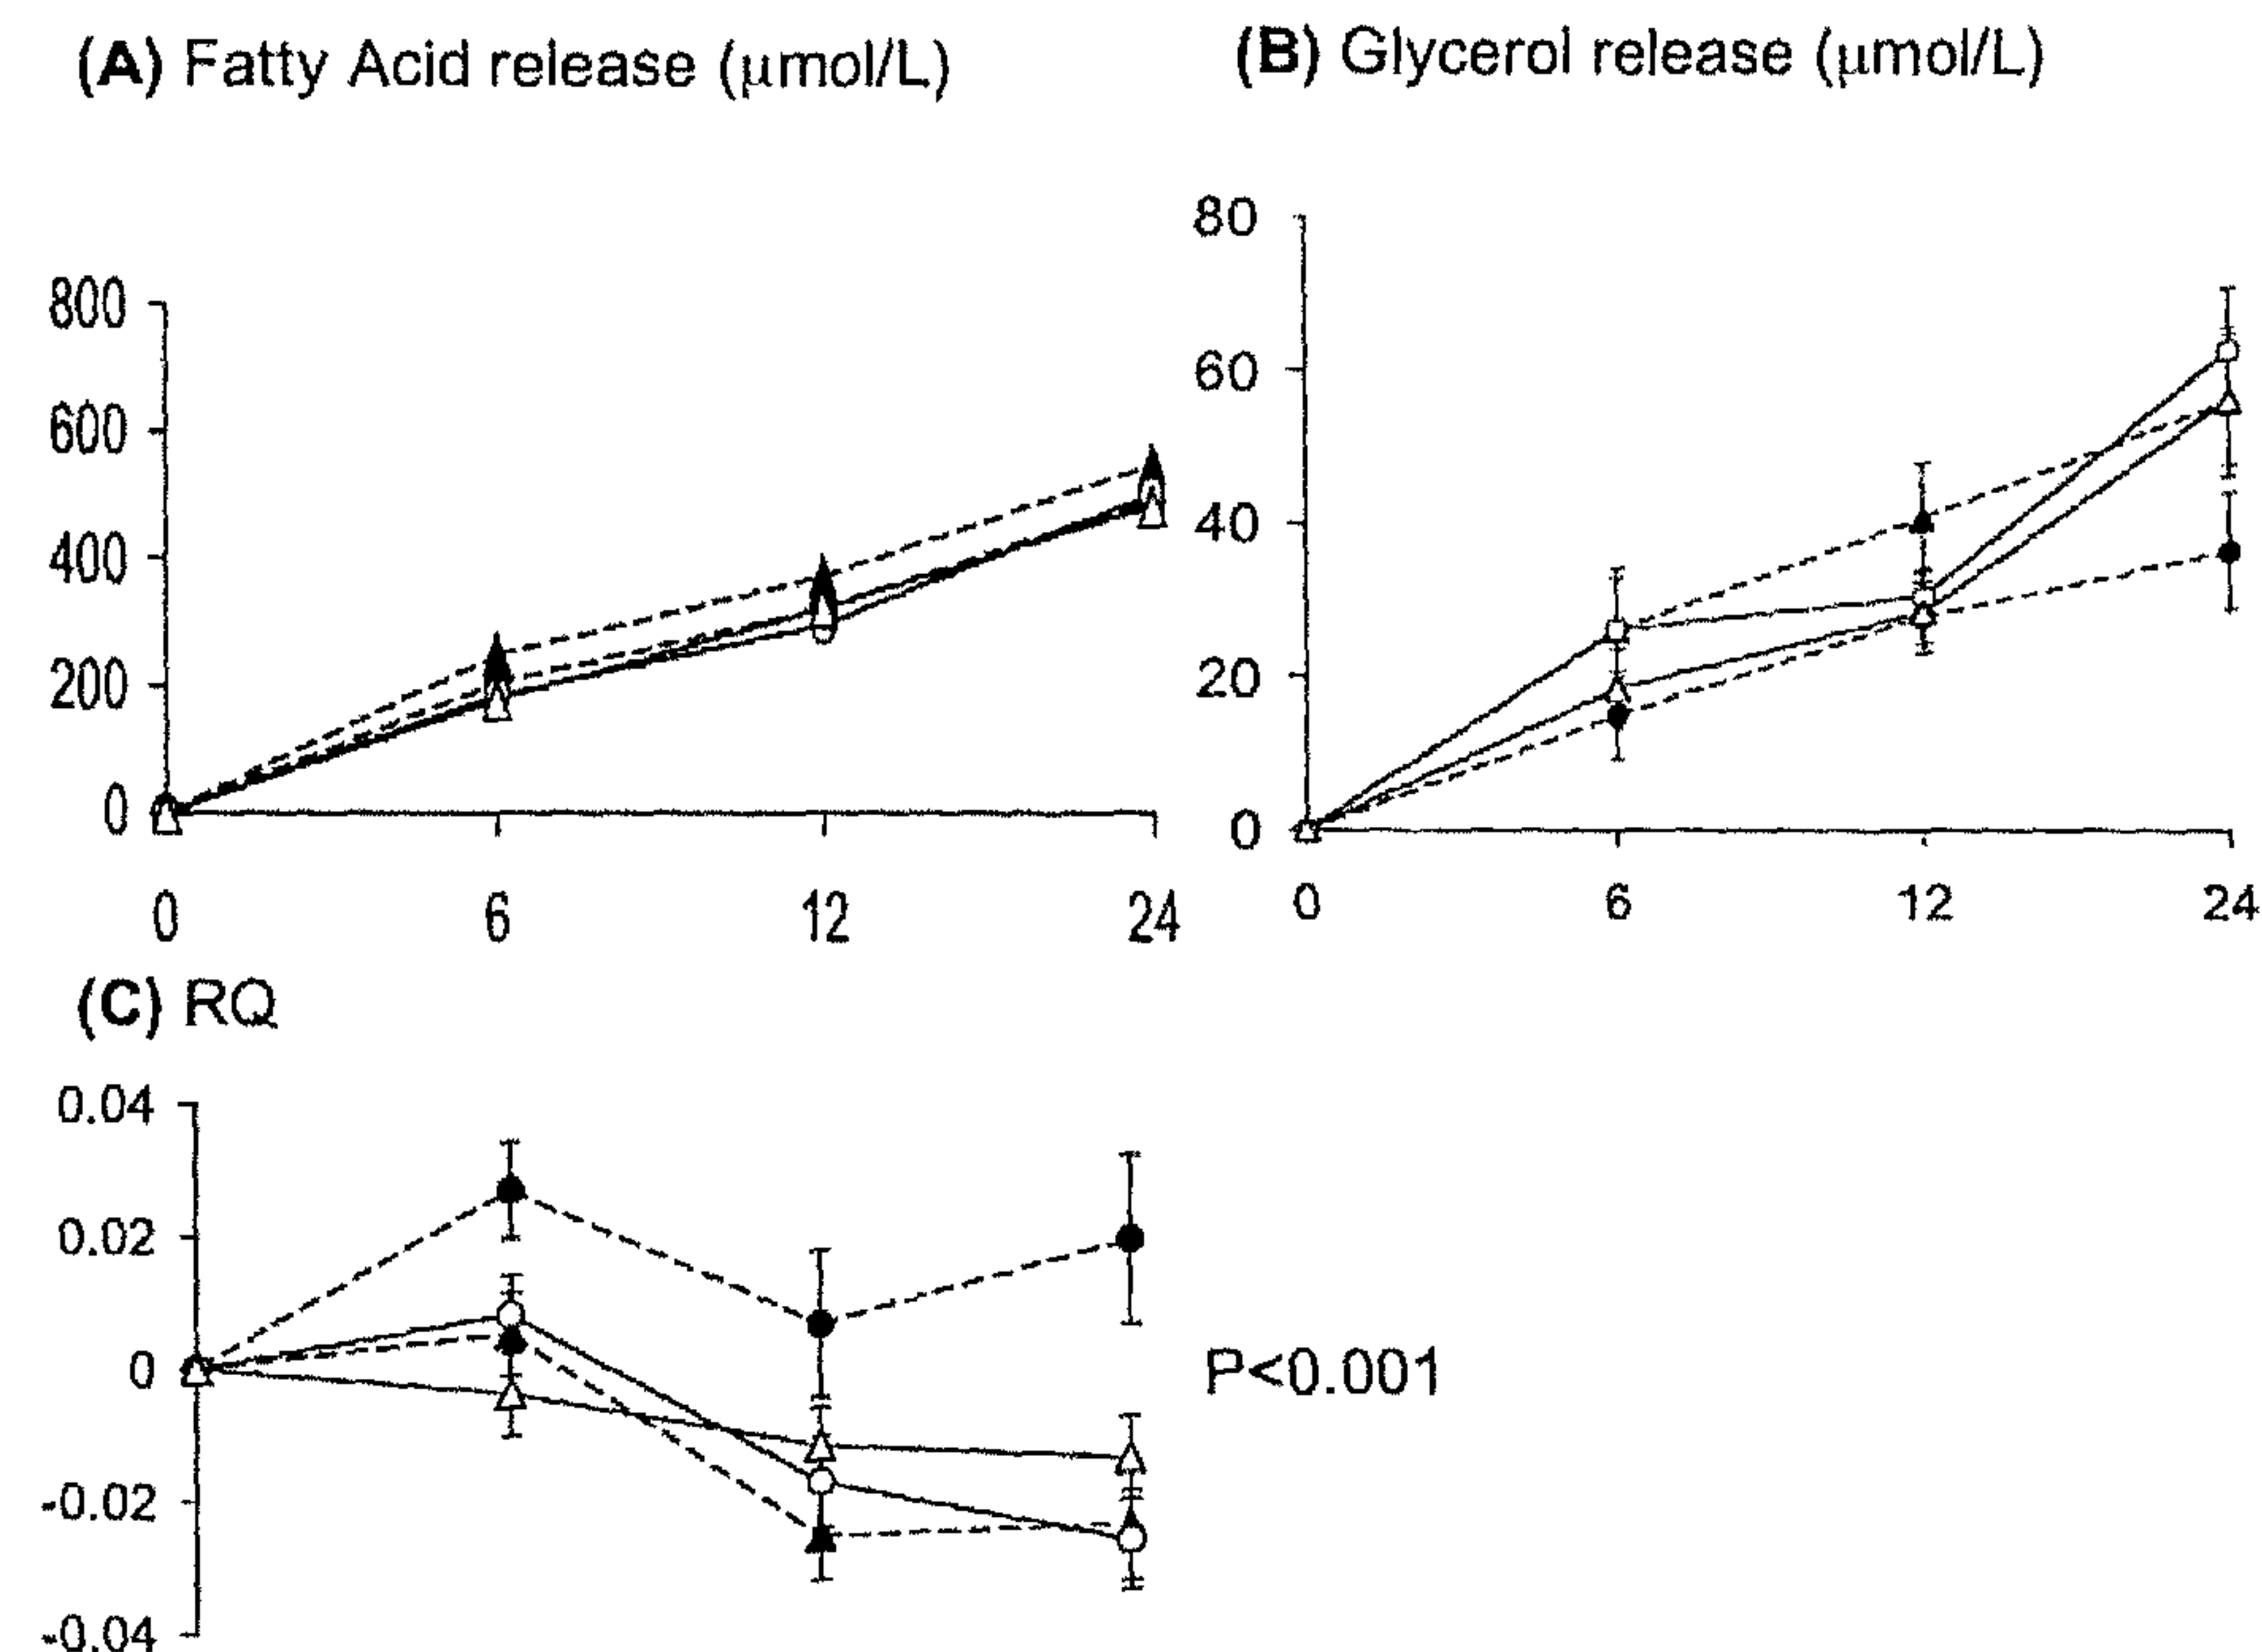 (A) Fatty Acid release (μmol/L)
800
600
400
200
0
0 6 12 24
(B) Glycerol release (μmol/L)
80
60
40
20
0
0 6 12 24
(C) RQ
0.04
0.02
0
-0.02
-0.04
P<0.001